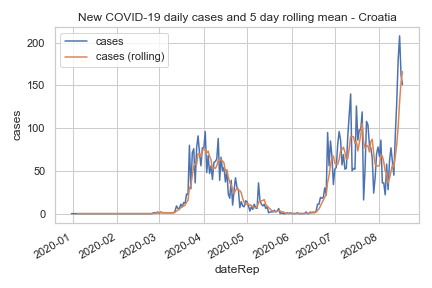 New COVID-19 daily cases and 5 day rolling mean - Croatia
cases
cases (rolling)
cases
200
150
100
50
0
2020-01
2020-02
2020-03
2020-04
2020-05
2020-06
2020-07
2020-08
dateRep